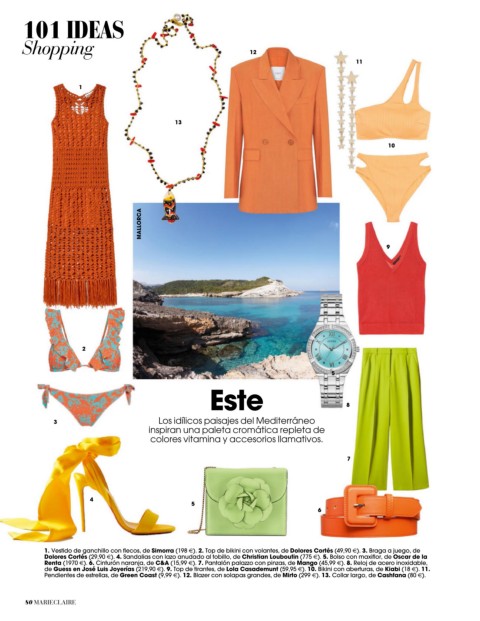 101 IDEAS
Shopping
1
12
11
13
10
MALLORCA
9
2
3
8
Este
Los idílicos paisajes del Mediterráneo
inspiran una paleta cromática repleta de
colores vitamina y accesorios llamativos.
7
4
5
6
1. Vestido de ganchillo con flecos, de Simorra (198 €). 2. Top de bikini con volantes, de Dolores Cortés (49,90 €). 3. Braga a juego, de
Dolores Cortés (29,90 €). 4. Sandalias con lazo anudado al tobillo, de Christian Louboutin (775 €). 5. Bolso con maxiflor, de Oscar de la
Renta (1970 €). 6. Cinturón naranja, de C&A (15,99 €). 7. Pantalón palazzo con pinzas, de Mango (45,99 €). 8. Reloj de acero inoxidable,
de Guess en José Luis Joyerías (219,90 €). 9. Top de tirantes, de Lola Casademunt (59,95 €). 10. Bikini con aberturas, de Kiabi (18 €). 11.
Pendientes de estrellas, de Green Coast (9,99 €). 12. Blazer con solapas grandes, de Mirto (299 €). 13. Collar largo, de Cashtana (80 €).
80 MARIECLAIRE